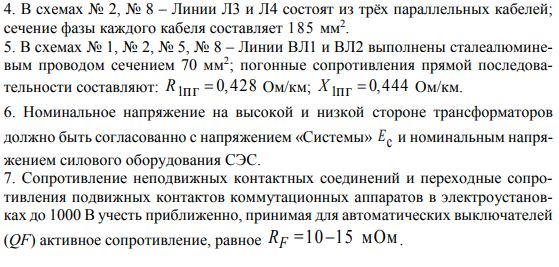 4. В схемах № 2, № 8 – Линии Л3 и Л4 состоят из трёх параллельных кабелей;
сечение фазы каждого кабеля составляет 185 мм².
5. В схемах № 1, № 2, № 5, № 8 – Линии ВЛ1 и ВЛ2 выполнены сталеалюмине-
вым проводом сечением 70 мм²; погонные сопротивления прямой последова-
тельности составляют: R₁ₚᵣ = 0,428 Ом/км; X₁ₚᵣ = 0,444 Ом/км.
6. Номинальное напряжение на высокой и низкой стороне трансформаторов
должно быть согласованно с напряжением «Системы» Eс и номинальным напря-
жением силового оборудования СЭС.
7. Сопротивление неподвижных контактных соединений и переходные сопро-
тивления подвижных контактов коммутационных аппаратов в электроустанов-
ках до 1000 В учесть приближенно, принимая для автоматических выключателей
(QF) активное сопротивление, равное R_F = 10–15 мОм.